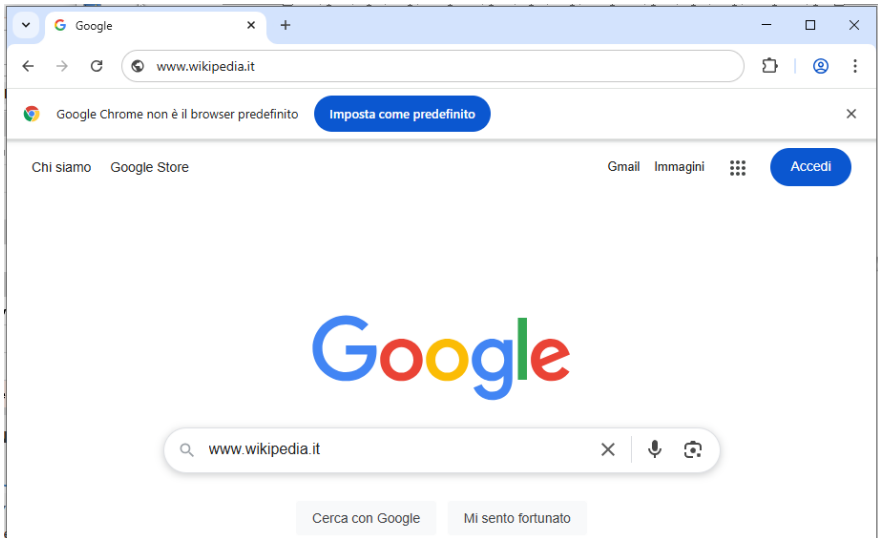 Google
www.wikipedia.it
Google Chrome non è il browser predefinito Imposta come predefinito
Chi siamo Google Store Gmail Immagini Accedi
Google
www.wikipedia.it
Cerca con Google Mi sento fortunato